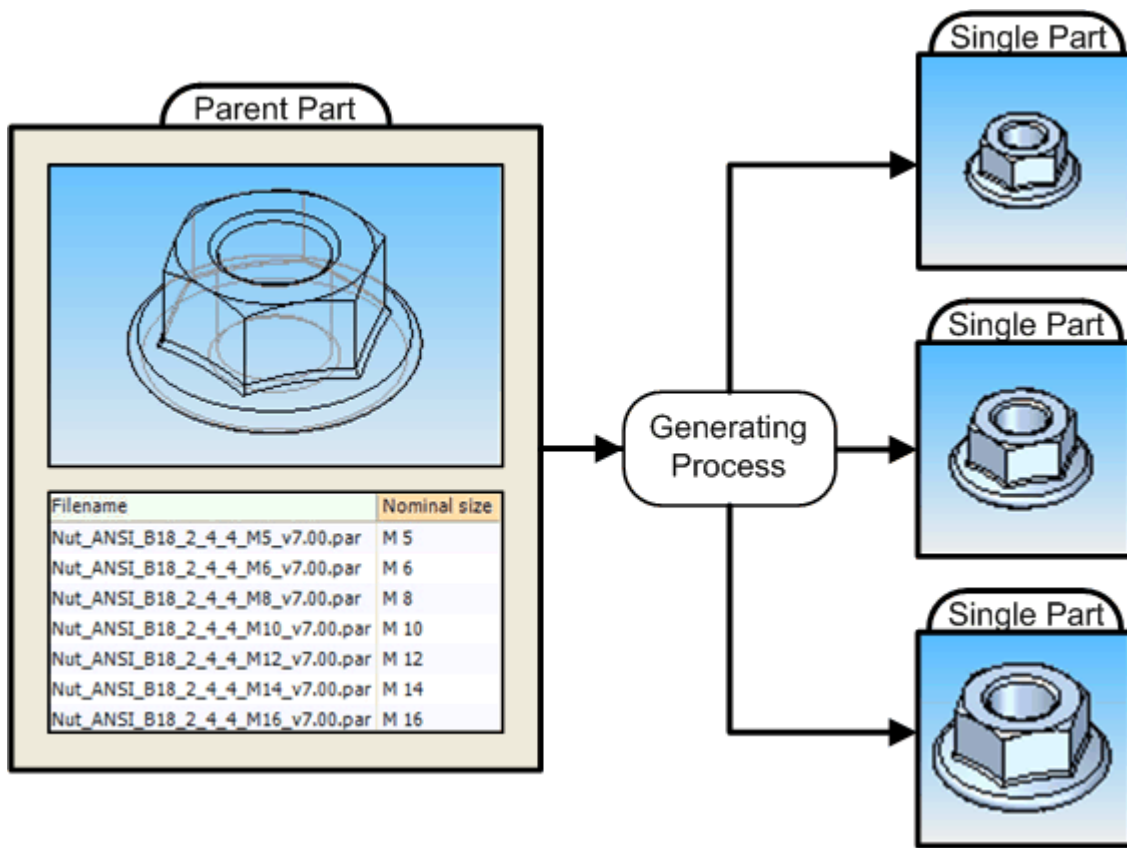 Parent Part
Filename Nominal size
Nut_ANSI_B18_2_4_4_M5_v7.00.par M 5
Nut_ANSI_B18_2_4_4_M6_v7.00.par M 6
Nut_ANSI_B18_2_4_4_M8_v7.00.par M 8
Nut_ANSI_B18_2_4_4_M10_v7.00.par M 10
Nut_ANSI_B18_2_4_4_M12_v7.00.par M 12
Nut_ANSI_B18_2_4_4_M14_v7.00.par M 14
Nut_ANSI_B18_2_4_4_M16_v7.00.par M 16
Generating
Process
Single Part
Single Part
Single Part